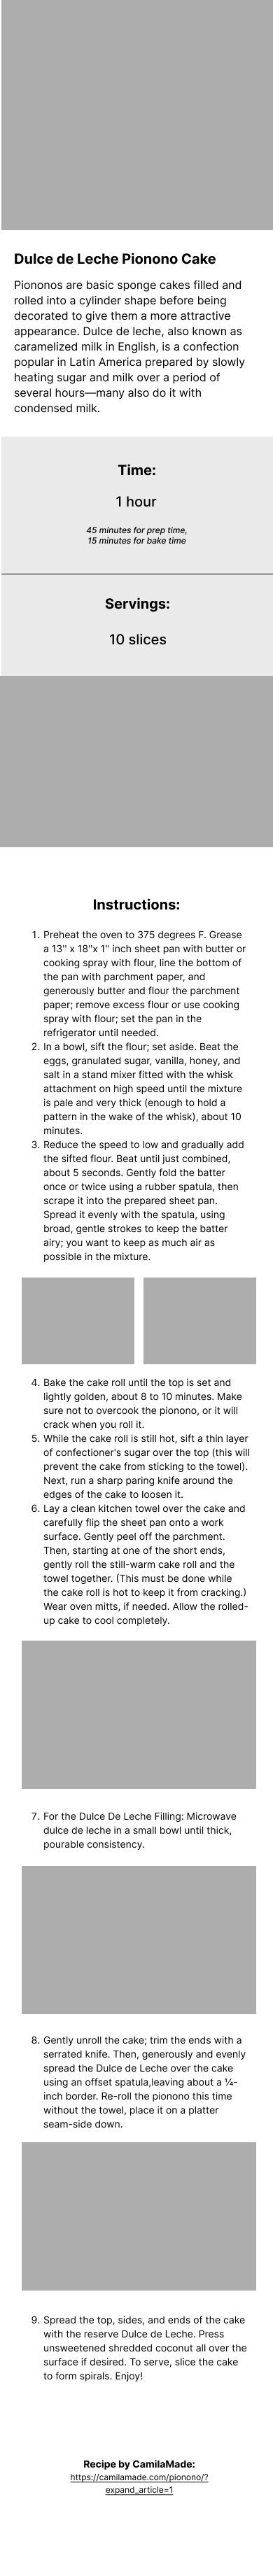 Dulce de Leche Pionono Cake
Piononos are basic sponge cakes filled and
rolled into a cylinder shape before being
decorated to give them a more attractive
appearance. Dulce de leche, also known as
caramelized milk in English, is a confection
popular in Latin America prepared by slowly
heating sugar and milk over a period of
several hours—many also do it with
condensed milk.
Time:
1 hour
45 minutes for prep time,
15 minutes for bake time
Servings:
10 slices
Instructions:
1. Preheat the oven to 375 degrees F. Grease
a 13" x 18"x 1" inch sheet pan with butter or
cooking spray with flour, line the bottom of
the pan with parchment paper, and
generously butter and flour the parchment
paper; remove excess flour or use cooking
spray with flour; set the pan in the
refrigerator until needed.
2. In a bowl, sift the flour; set aside. Beat the
eggs, granulated sugar, vanilla, honey, and
salt in a stand mixer fitted with the whisk
attachment on high speed until the mixture
is pale and very thick (enough to hold a
pattern in the wake of the whisk), about 10
minutes.
3. Reduce the speed to low and gradually add
the sifted flour. Beat until just combined,
about 5 seconds. Gently fold the batter
once or twice using a rubber spatula, then
scrape it into the prepared sheet pan.
Spread it evenly with the spatula, using
broad, gentle strokes to keep the batter
airy; you want to keep as much air as
possible in the mixture.
4. Bake the cake roll until the top is set and
lightly golden, about 8 to 10 minutes. Make
sure not to overcook the pionono, or it will
crack when you roll it.
5. While the cake roll is still hot, sift a thin layer
of confectioner's sugar over the top (this will
prevent the cake from sticking to the towel).
Next, run a sharp paring knife around the
edges of the cake to loosen it.
6. Lay a clean kitchen towel over the cake and
carefully flip the sheet pan onto a work
surface. Gently peel off the parchment.
Then, starting at one of the short ends,
gently roll the still-warm cake roll and the
towel together. (This must be done while
the cake roll is hot to keep it from cracking.)
Wear oven mitts, if needed. Allow the rolled-
up cake to cool completely.
7. For the Dulce De Leche Filling: Microwave
dulce de leche in a small bowl until thick,
pourable consistency.
8. Gently unroll the cake; trim the ends with a
serrated knife. Then, generously and evenly
spread the Dulce de Leche over the cake
using an offset spatula,leaving about a ¼-
inch border. Re-roll the pionono this time
without the towel, place it on a platter
seam-side down.
9. Spread the top, sides, and ends of the cake
with the reserve Dulce de Leche. Press
unsweetened shredded coconut all over the
surface if desired. To serve, slice the cake
to form spirals. Enjoy!
Recipe by CamilaMade:
https://camilamade.com/pionono/?
expand_article=1